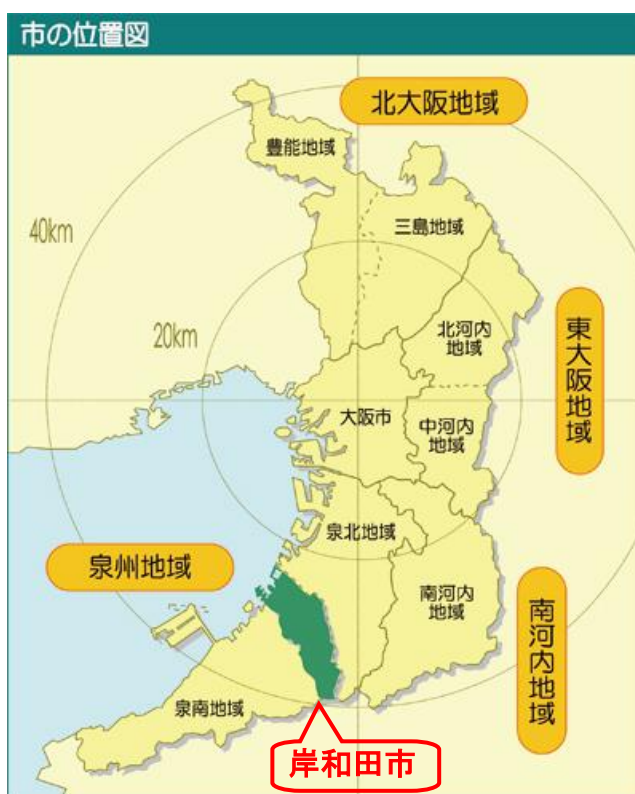 市の位置図
北大阪地域
豊能地域
三島地域
40km
20km
北河内
地域
東大阪地域
大阪市
中河内
地域
泉北地域
泉州地域
南河内
地域
南河内地域
泉南地域
岸和田市